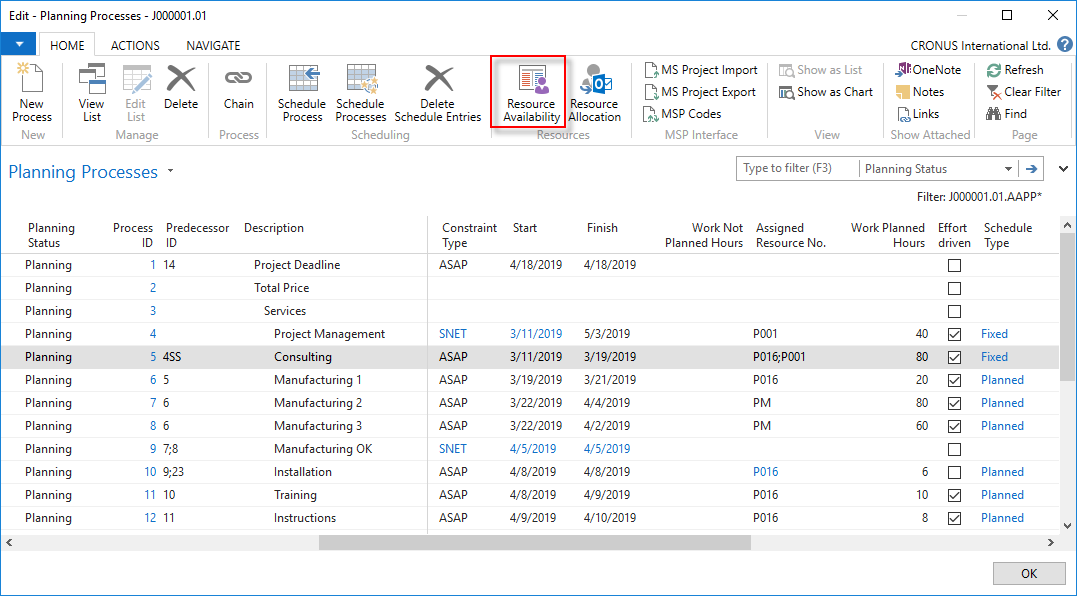 Edit - Planning Processes - J000001.01
HOME ACTIONS NAVIGATE CRONUS International Ltd. ?
New Process
View List
Edit List
Delete
Chain
Schedule Process
Schedule Processes
Delete Schedule Entries
Resource Availability
Resource Allocation
MS Project Import
MS Project Export
MSP Codes
Show as List
Show as Chart
OneNote
Notes
Links
Refresh
Clear Filter
Find
New Manage Process Scheduling Resources MSP Interface View Show Attached Page
Planning Processes
Type to filter (F3) Planning Status
Filter: J000001.01.AAPP*
Planning Status Process ID Predecessor ID Description Constraint Type Start Finish Work Not Planned Hours Assigned Resource No. Work Planned Hours Effort driven Schedule Type
Planning 1 14 Project Deadline ASAP 4/18/2019 4/18/2019
Planning 2 Total Price
Planning 3 Services
Planning 4 Project Management SNET 3/11/2019 5/3/2019 P001 40 Fixed
Planning 5 4SS Consulting ASAP 3/11/2019 3/19/2019 P016;P001 80 Fixed
Planning 6 5 Manufacturing 1 ASAP 3/19/2019 3/21/2019 P016 20 Planned
Planning 7 6 Manufacturing 2 ASAP 3/22/2019 4/4/2019 PM 80 Planned
Planning 8 6 Manufacturing 3 ASAP 3/22/2019 4/2/2019 PM 60 Planned
Planning 9 7;8 Manufacturing OK SNET 4/5/2019 4/5/2019
Planning 10 9;23 Installation ASAP 4/8/2019 4/8/2019 P016 6 Planned
Planning 11 10 Training ASAP 4/8/2019 4/9/2019 P016 10 Planned
Planning 12 11 Instructions ASAP 4/9/2019 4/10/2019 P016 8 Planned
OK